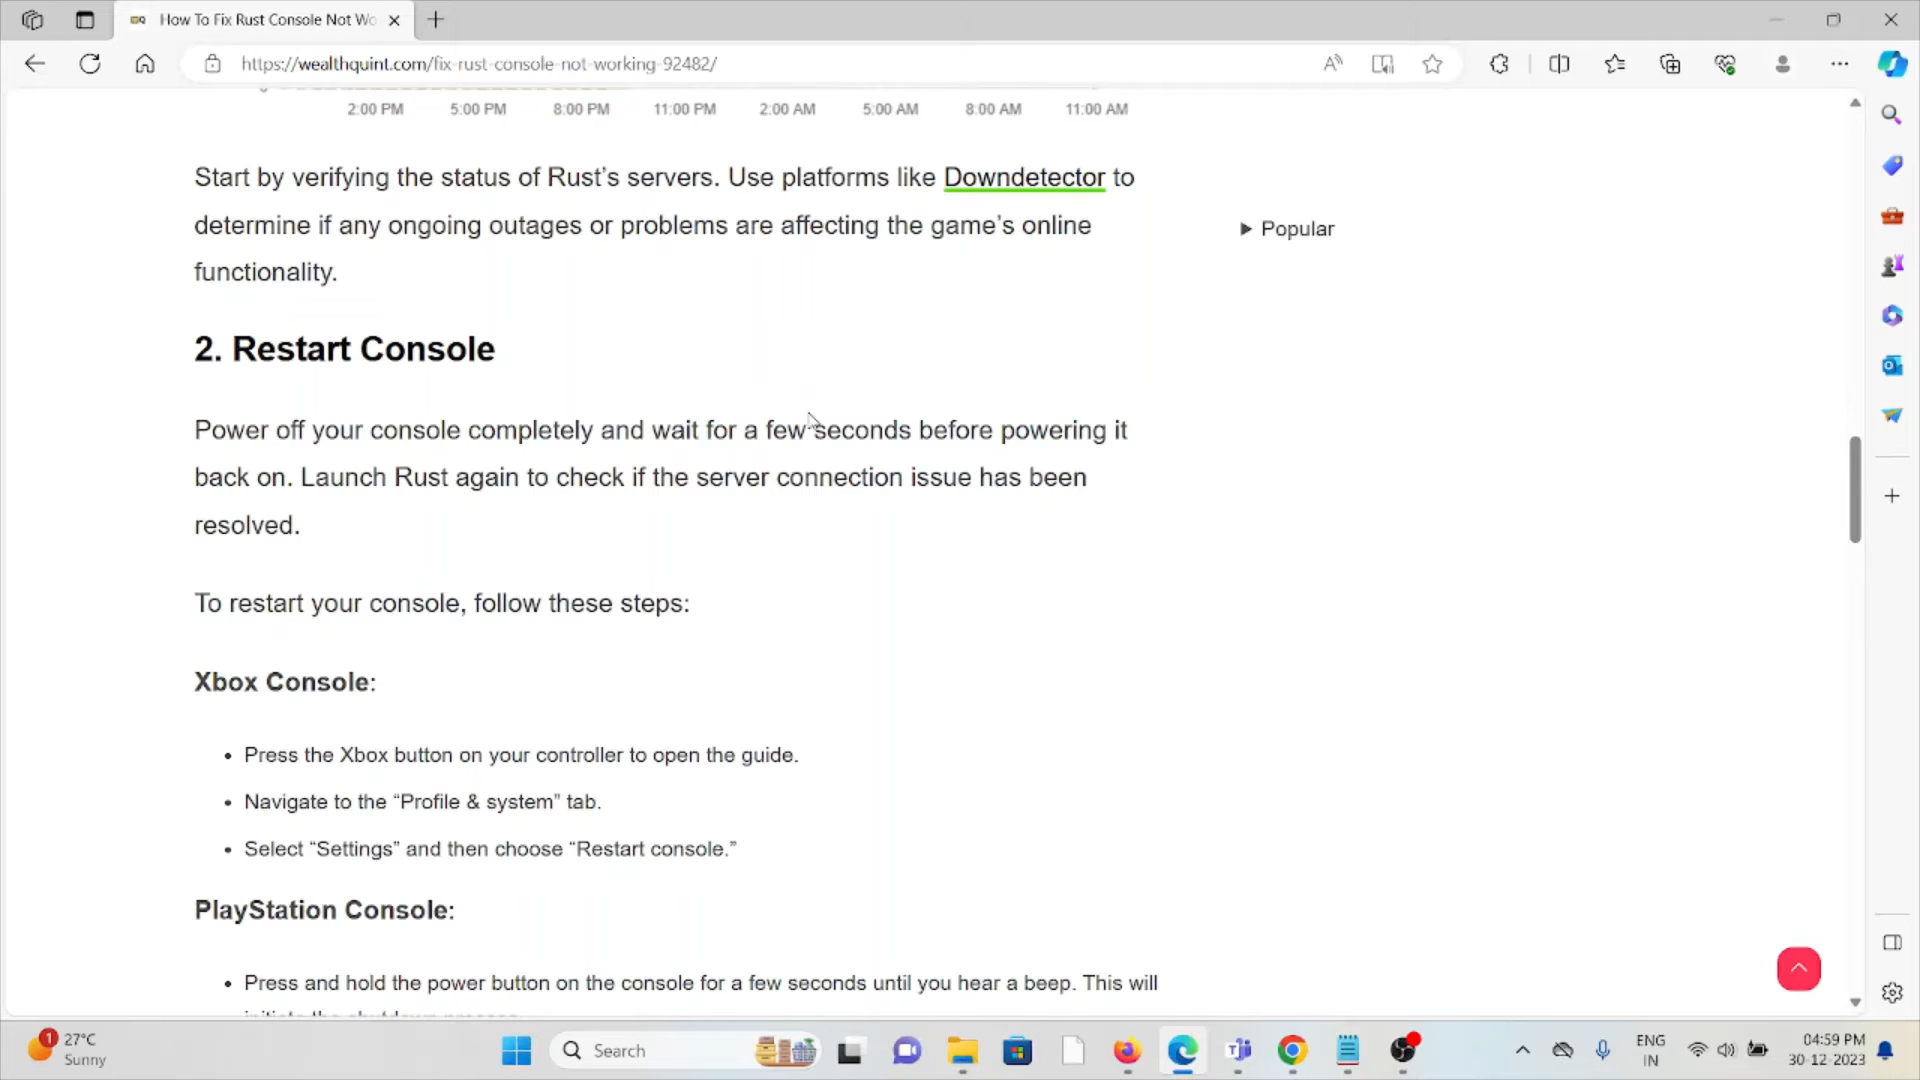 How To Fix Rust Console Not Wo
https://wealthquint.com/fix-rust-console-not-working-92482/
2:00 PM 5:00 PM 8:00 PM 11:00 PM 2:00 AM 5:00 AM 8:00 AM 11:00 AM
Start by verifying the status of Rust’s servers. Use platforms like Downdetector to
determine if any ongoing outages or problems are affecting the game’s online
functionality.
Popular
2. Restart Console
Power off your console completely and wait for a few seconds before powering it
back on. Launch Rust again to check if the server connection issue has been
resolved.
To restart your console, follow these steps:
Xbox Console:
• Press the Xbox button on your controller to open the guide.
• Navigate to the “Profile & system” tab.
• Select “Settings” and then choose “Restart console.”
PlayStation Console:
• Press and hold the power button on the console for a few seconds until you hear a beep. This will
1
27°C
Sunny
Search
ENG
IN
04:59 PM
30-12-2023